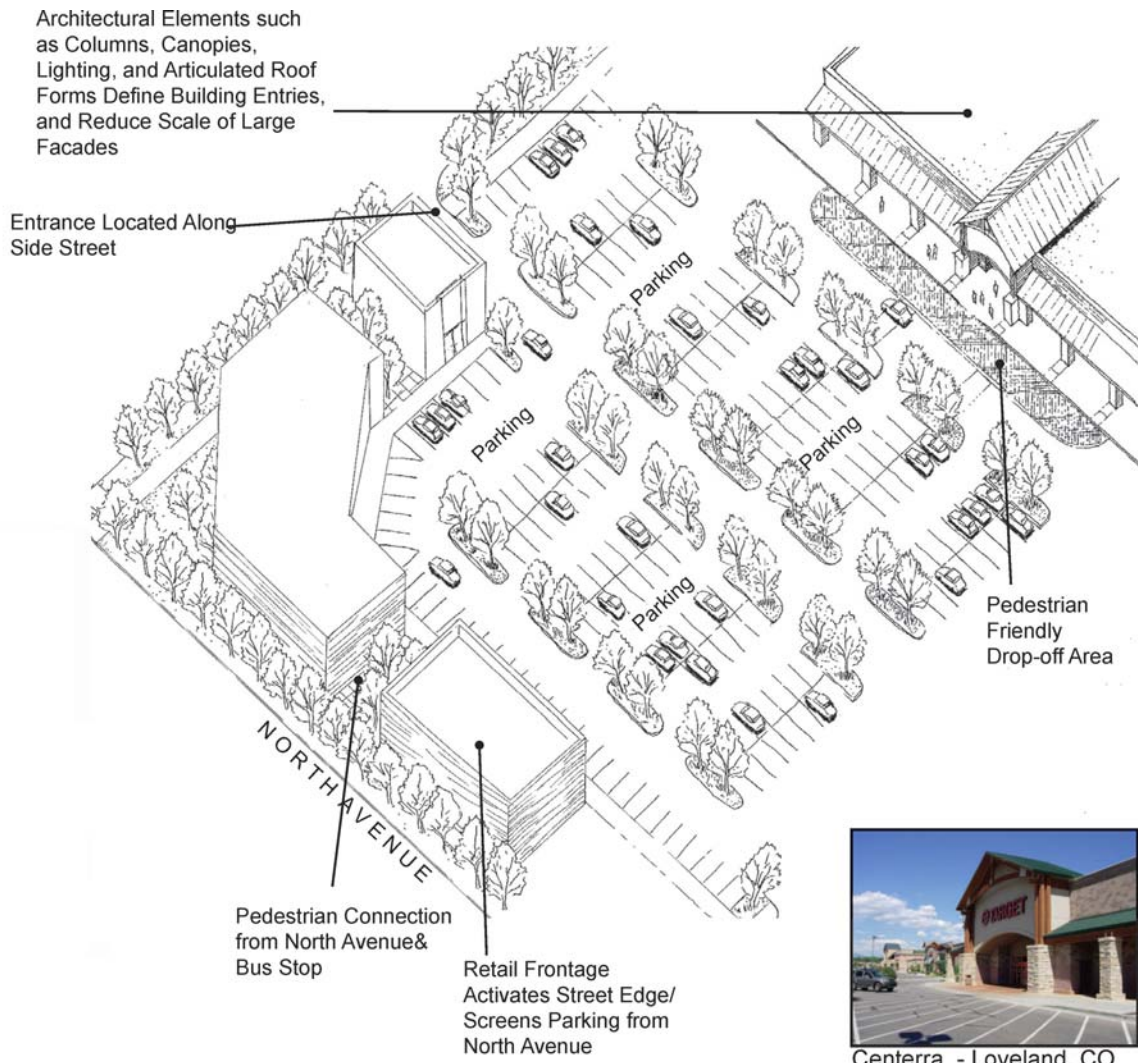 Architectural Elements such
as Columns, Canopies,
Lighting, and Articulated Roof
Forms Define Building Entries,
and Reduce Scale of Large
Facades
Entrance Located Along
Side Street
Parking
Parking
Parking
Parking
Pedestrian
Friendly
Drop-off Area
NORTH AVENUE
Pedestrian Connection
from North Avenue&
Bus Stop
Retail Frontage
Activates Street Edge/
Screens Parking from
North Avenue
TARGET
Centerra - Loveland, CO